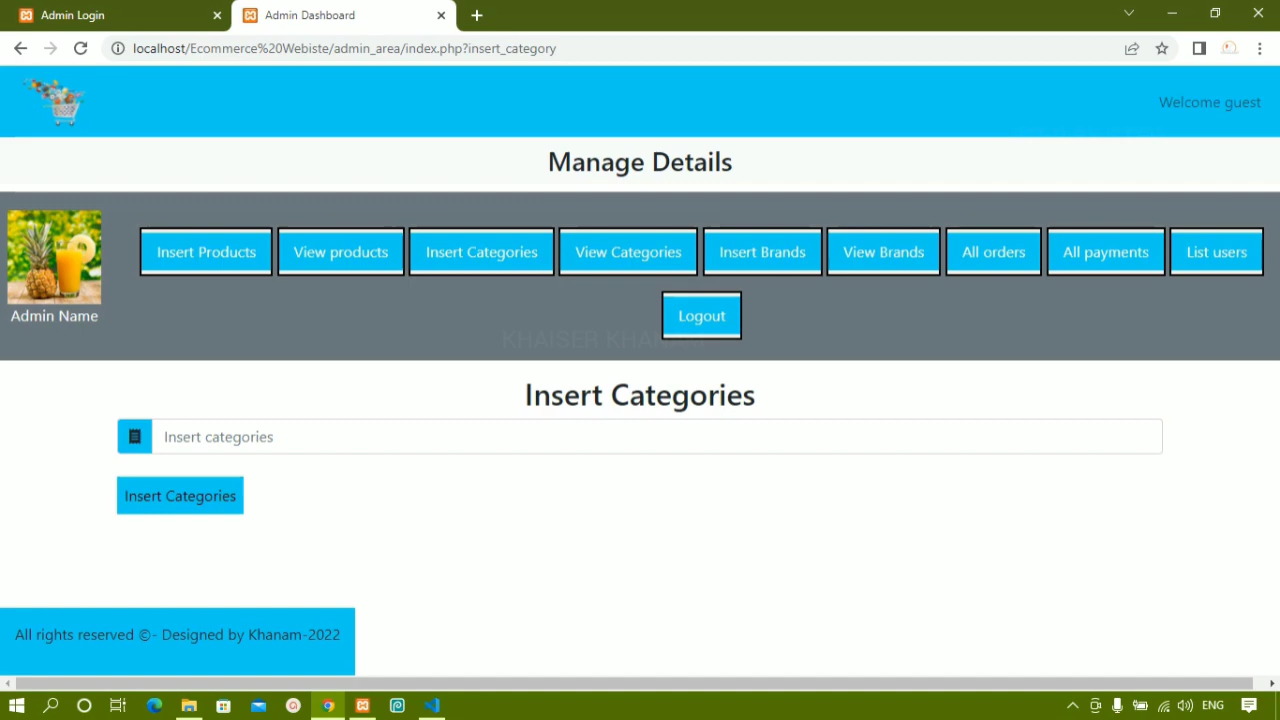 Admin Login
Admin Dashboard
localhost/Ecommerce%20Webiste/admin_area/index.php?insert_category
Welcome guest
Manage Details
Insert Products
View products
Insert Categories
View Categories
Insert Brands
View Brands
All orders
All payments
List users
Admin Name
Logout
KHAISER KHANAM
Insert Categories
Insert categories
Insert Categories
All rights reserved ©- Designed by Khanam-2022
ENG